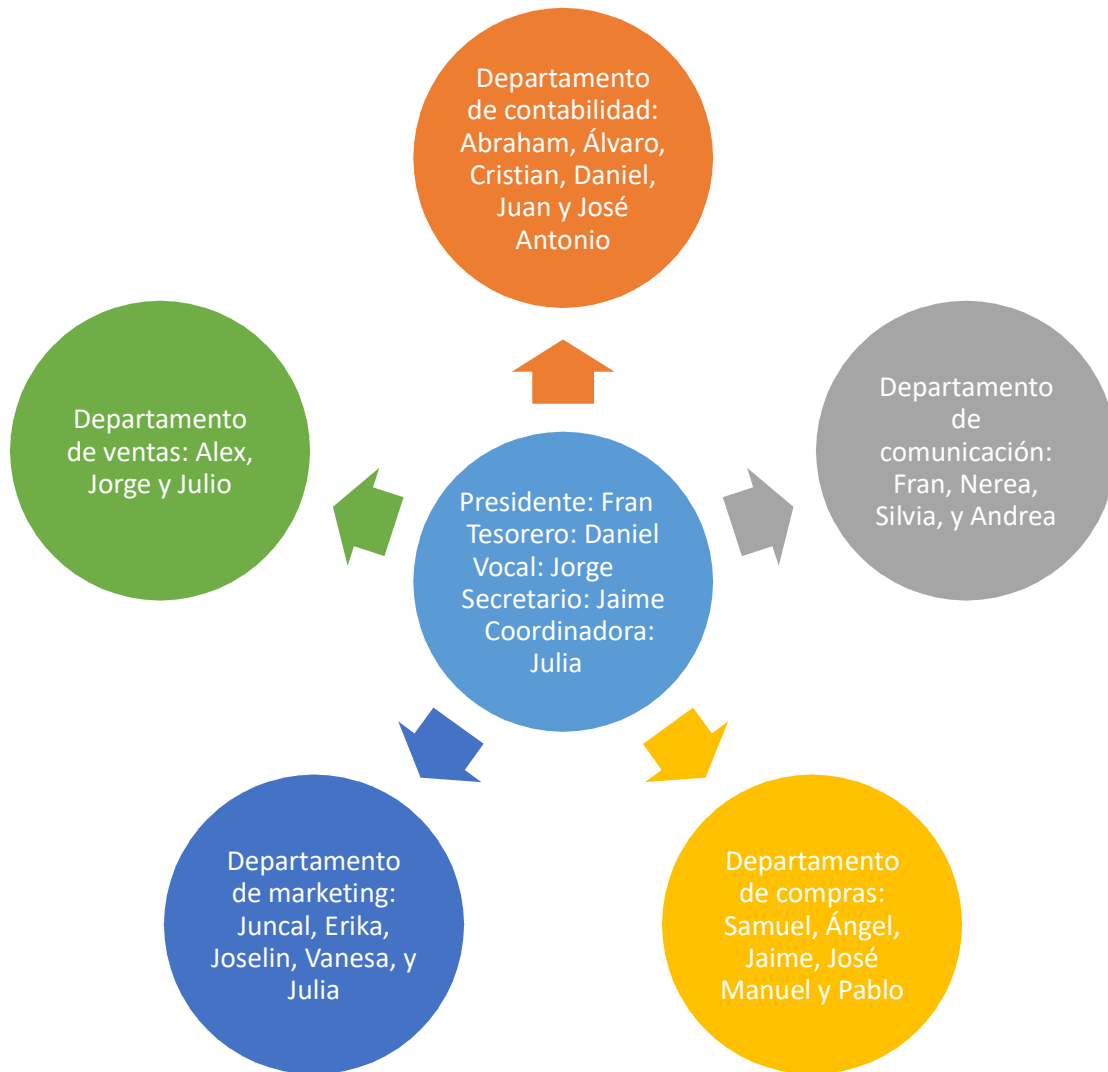 Departamento
de contabilidad:
Abraham, Álvaro,
Cristian, Daniel,
Juan y José
Antonio
Departamento
de ventas: Alex,
Jorge y Julio
Departamento
de
comunicación:
Fran, Nerea,
Silvia, y Andrea
Presidente: Fran
Tesorero: Daniel
Vocal: Jorge
Secretario: Jaime
Coordinadora:
Julia
Departamento
de marketing:
Juncal, Erika,
Joselin, Vanesa, y
Julia
Departamento
de compras:
Samuel, Ángel,
Jaime, José
Manuel y Pablo